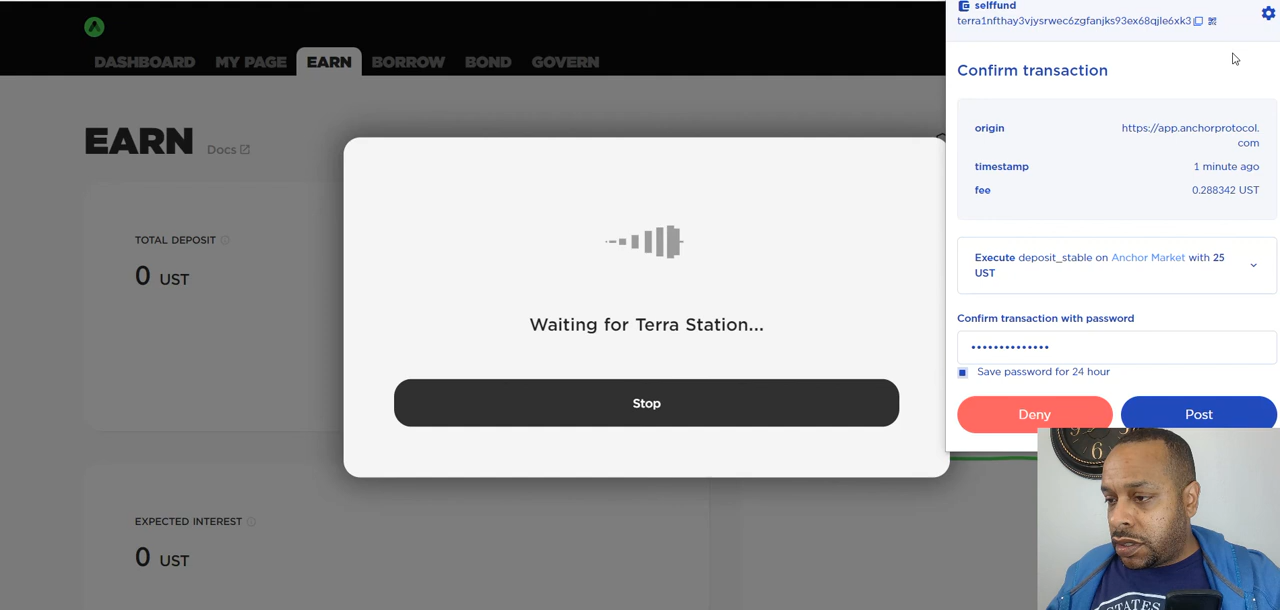 DASHBOARD MY PAGE EARN BORROW BOND GOVERN
EARN Docs
TOTAL DEPOSIT
0 UST
EXPECTED INTEREST
0 UST
Waiting for Terra Station...
Stop
selffund
terra1nfthay3vjysrwec6zgfanjks93ex68qjle6xk3
Confirm transaction
origin https://app.anchorprotocol.
com
timestamp 1 minute ago
fee 0.288342 UST
Execute deposit_stable on Anchor Market with 25
UST
Confirm transaction with password
Save password for 24 hour
Deny Post
6
STATES